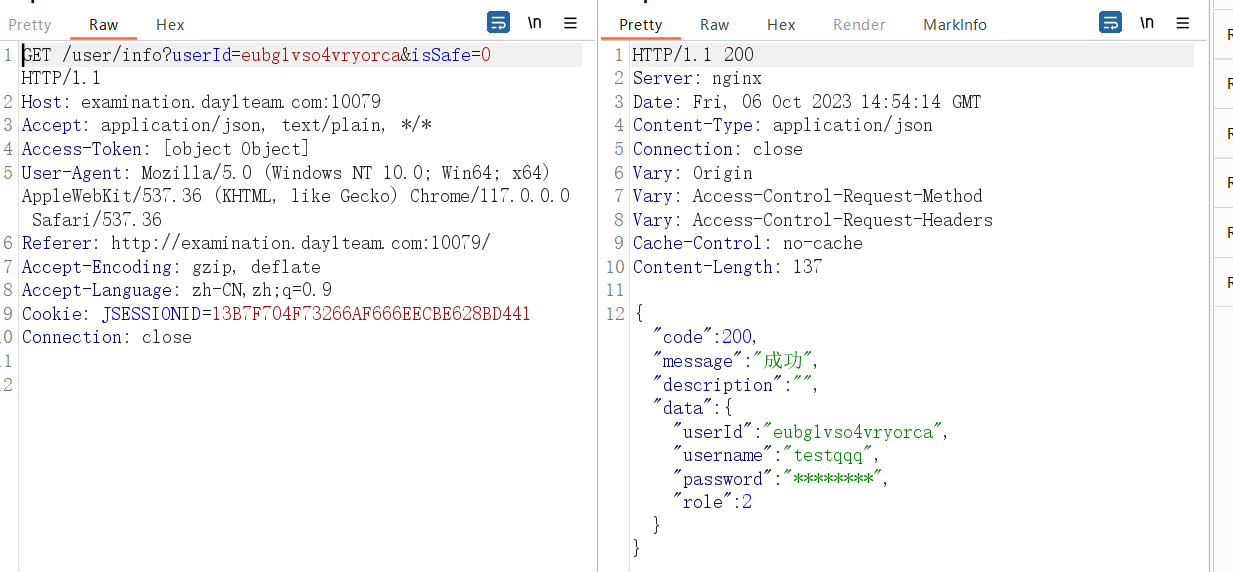 Pretty Raw Hex \n
1 GET /user/info?userId=eubglvso4vryorca&isSafe=0
HTTP/1.1
2 Host: examination.daylteam.com:10079
3 Accept: application/json, text/plain, */*
4 Access-Token: [object Object]
5 User-Agent: Mozilla/5.0 (Windows NT 10.0; Win64; x64)
AppleWebKit/537.36 (KHTML, like Gecko) Chrome/117.0.0.0
Safari/537.36
6 Referer: http://examination.daylteam.com:10079/
7 Accept-Encoding: gzip, deflate
8 Accept-Language: zh-CN,zh;q=0.9
9 Cookie: JSESSIONID=13B7F704F73266AF666EECBE628BD441
0 Connection: close
1
2
Pretty Raw Hex Render MarkInfo \n
1 HTTP/1.1 200
2 Server: nginx
3 Date: Fri, 06 Oct 2023 14:54:14 GMT
4 Content-Type: application/json
5 Connection: close
6 Vary: Origin
7 Vary: Access-Control-Request-Method
8 Vary: Access-Control-Request-Headers
9 Cache-Control: no-cache
10 Content-Length: 137
11
12 {
"code":200,
"message":"成功",
"description":"",
"data":{
"userId":"eubglvso4vryorca",
"username":"testqqq",
"password":"********",
"role":2
}
}